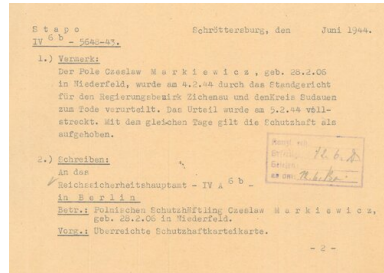 S t a p o Schröttersburg, den Juni 1944.
IV 6 b - 5648-43.
1.) Vermerk:
Der Pole Czeslaw M a r k i e w i c z , geb. 28.2.06
in Niederfeld, wurde am 4.2.44 durch das Standgericht
für den Regierungsbezirk Zichenau und den Kreis Sudauen
zum Tode verurteilt. Das Urteil wurde am 5.2.44 voll-
streckt. Mit dem gleichen Tage gilt die Schutzhaft als
aufgehoben.
2.) Schreiben:
An das
Reichssicherheitshauptamt - IV A 6 b -
in B e r l i n
Betr.: Polnischen Schutzhäftling Czeslaw M a r k i e w i c z,
geb. 28.2.06 in Niederfeld.
Vorg.: Überreichte Schutzhaftkarteikarte.
- 2 -